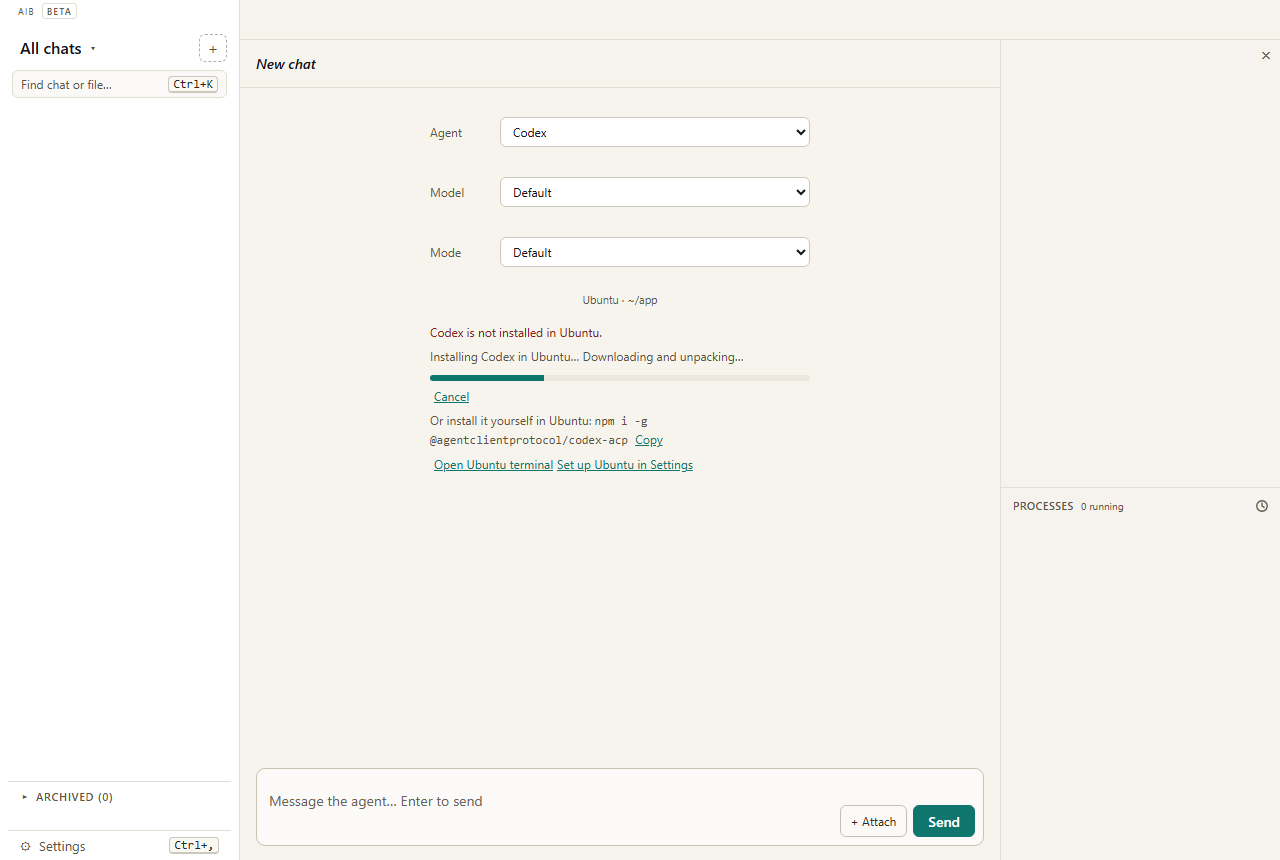 AIB BETA
All chats
+
Find chat or file... Ctrl+K
New chat
Agent Codex
Model Default
Mode Default
Ubuntu · ~/app
Codex is not installed in Ubuntu.
Installing Codex in Ubuntu... Downloading and unpacking...
Cancel
Or install it yourself in Ubuntu: npm i -g
@agentclientprotocol/codex-acp Copy
Open Ubuntu terminal Set up Ubuntu in Settings
PROCESSES 0 running
Message the agent... Enter to send
+ Attach Send
ARCHIVED (0)
Settings Ctrl+,